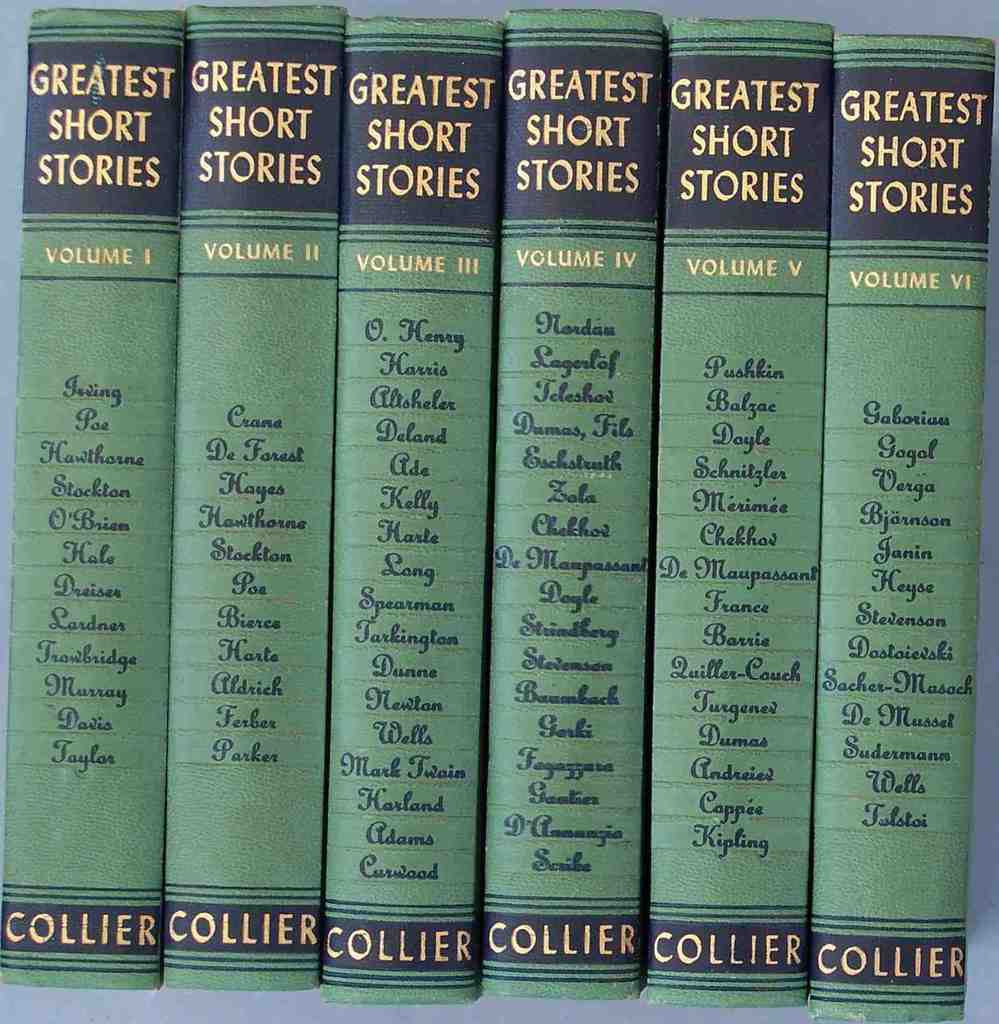 GREATEST
SHORT
STORIES
VOLUME I
Irving
Poe
Hawthorne
Stockton
O'Brien
Hale
Dreiser
Lardner
Trowbridge
Murray
Davis
Taylor
COLLIER
GREATEST
SHORT
STORIES
VOLUME II
Crane
De Forest
Hayes
Hawthorne
Stockton
Poe
Bierce
Harte
Aldrich
Ferber
Parker
COLLIER
GREATEST
SHORT
STORIES
VOLUME III
O. Henry
Harris
Altsheler
Deland
Ade
Kelly
Harte
Long
Spearman
Tarkington
Dunne
Newton
Wells
Mark Twain
Harland
Adams
Curwood
COLLIER
GREATEST
SHORT
STORIES
VOLUME IV
Nordau
Lagerlöf
Teleshov
Dumas, Fils
Eschstruth
Zola
Chekhov
De Maupassant
Doyle
Strindberg
Stevenson
Baumbach
Gorki
Fogazzaro
Gautier
D'Annunzio
Scribe
COLLIER
GREATEST
SHORT
STORIES
VOLUME V
Pushkin
Balzac
Doyle
Schnitzler
Mérimée
Chekhov
De Maupassant
France
Barrie
Quiller-Couch
Turgenev
Dumas
Andreiev
Coppée
Kipling
COLLIER
GREATEST
SHORT
STORIES
VOLUME VI
Gaboriau
Gogol
Verga
Björnson
Janin
Heyse
Stevenson
Dostoievski
Sacher-Masoch
De Musset
Sudermann
Wells
Tolstoi
COLLIER